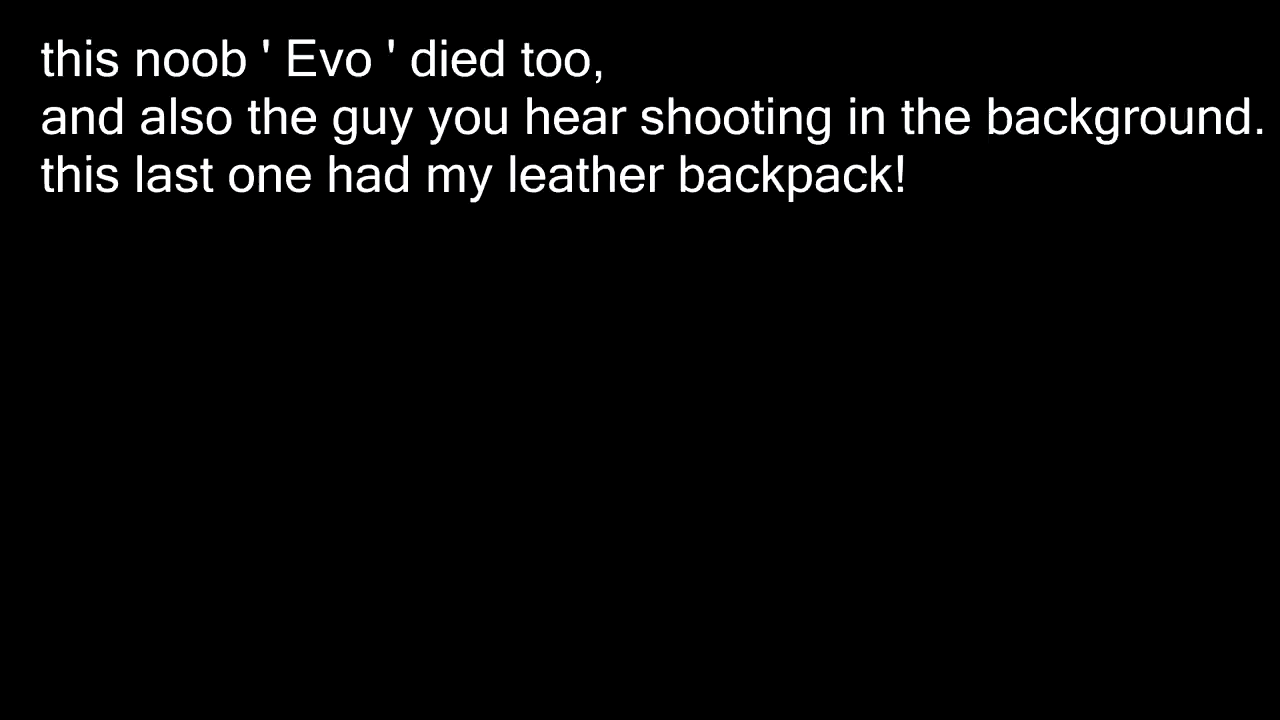 this noob ' Evo ' died too,
and also the guy you hear shooting in the background.
this last one had my leather backpack!